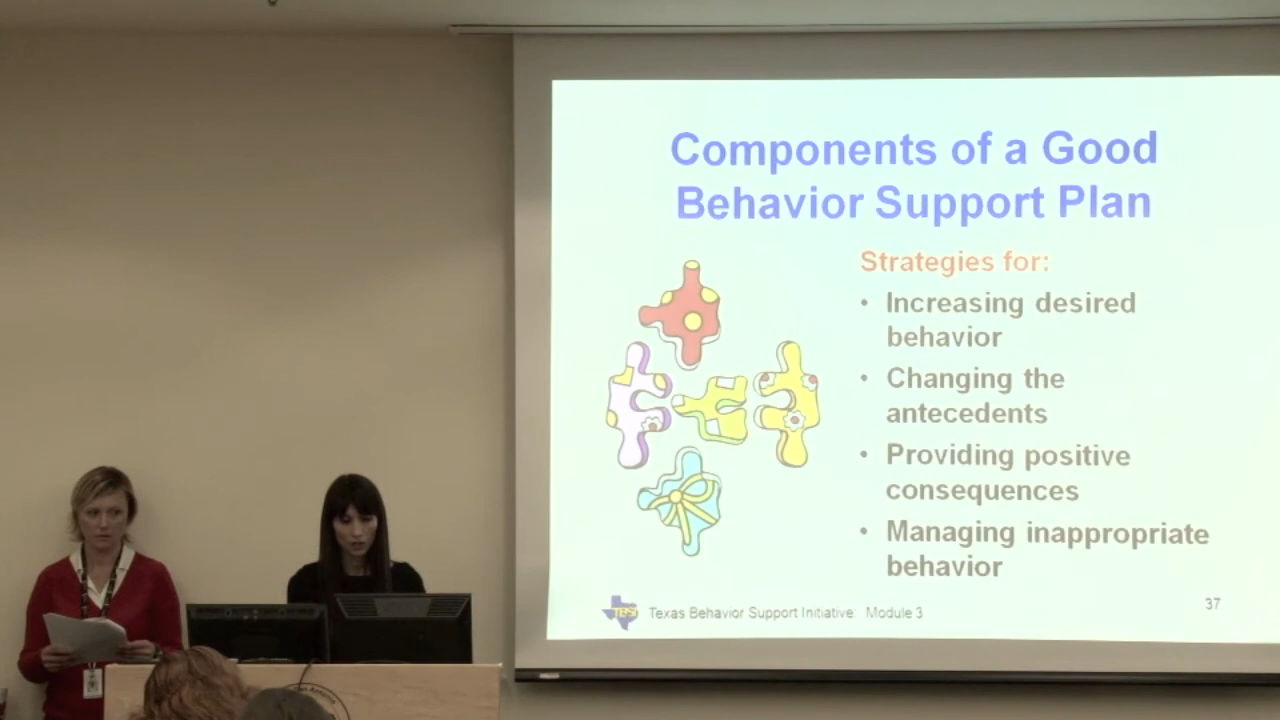 Components of a Good
Behavior Support Plan
Strategies for:
• Increasing desired
behavior
• Changing the
antecedents
• Providing positive
consequences
• Managing inappropriate
behavior
TBSI
Texas Behavior Support Initiative Module 3
37